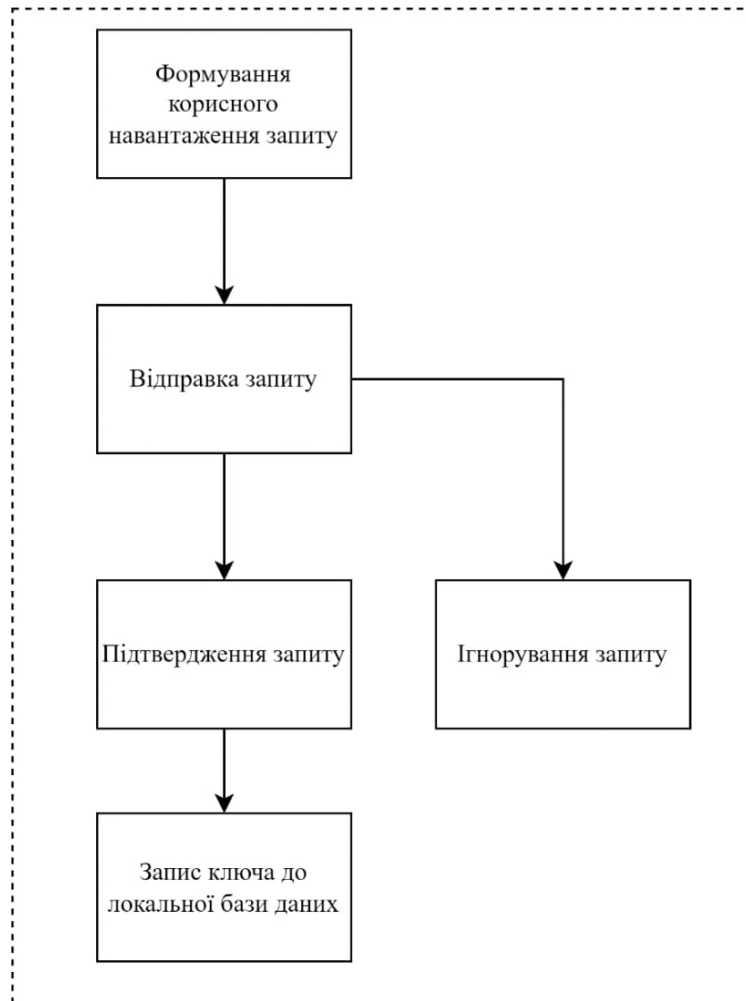 Формування
корисного
навантаження запиту
Відправка запиту
Підтвердження запиту
Ігнорування запиту
Запис ключа до
локальної бази даних